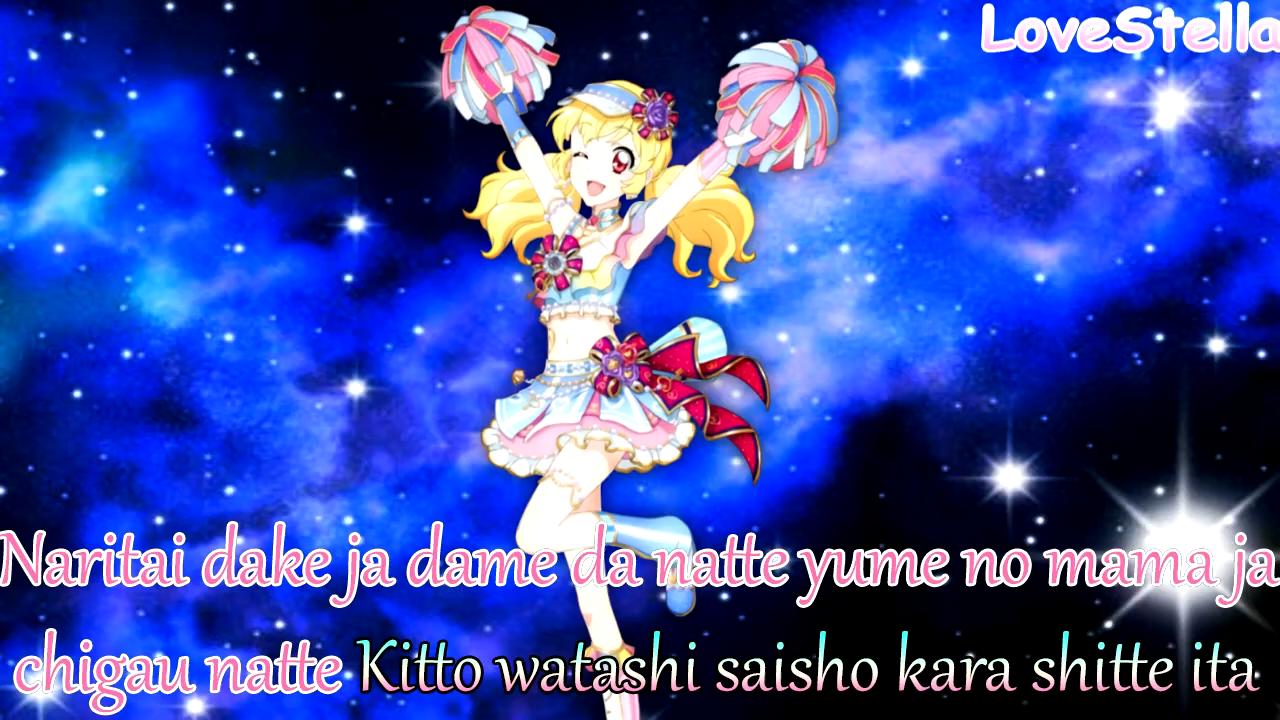 LoveStella
Naritai dake ja dame da natte yume no mama ja
chigau natte Kitto watashi saisho kara shitte ita